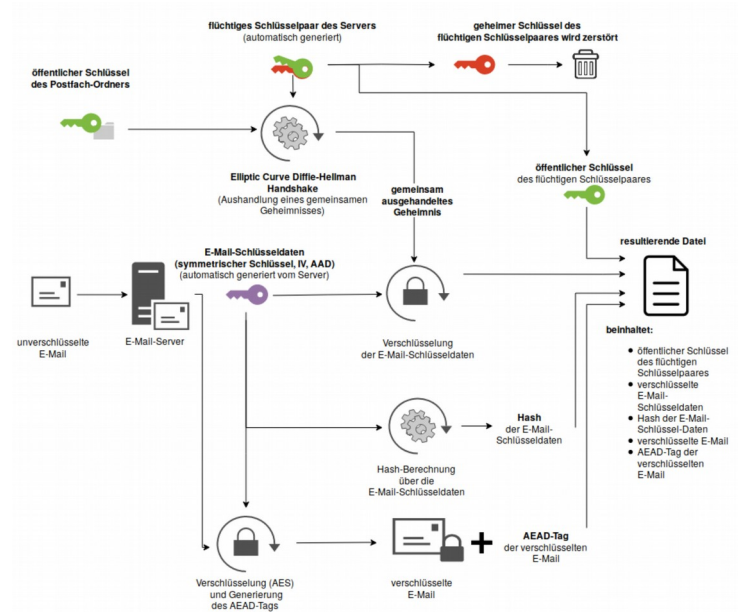 flüchtiges Schlüsselpaar des Servers
(automatisch generiert)
geheimer Schlüssel des
flüchtigen Schlüsselpaares wird zerstört
öffentlicher Schlüssel
des Postfach-Ordners
Elliptic Curve Diffie-Hellman
Handshake
(Aushandlung eines gemeinsamen
Geheimnisses)
gemeinsam
ausgehandeltes
Geheimnis
öffentlicher Schlüssel
des flüchtigen Schlüsselpaares
E-Mail-Schlüsseldaten
(symmetrischer Schlüssel, IV, AAD)
(automatisch generiert vom Server)
resultierende Datei
unverschlüsselte
E-Mail
E-Mail-Server
Verschlüsselung
der E-Mail-Schlüsseldaten
beinhaltet:
• öffentlicher Schlüssel
des flüchtigen
Schlüsselpaares
• verschlüsselte
E-Mail-
Schlüsseldaten
• Hash der E-Mail-
Schlüssel-Daten
• verschlüsselte E-Mail
• AEAD-Tag der
verschlüsselten
E-Mail
Hash
der E-Mail-
Schlüsseldaten
Hash-Berechnung
über die
E-Mail-Schlüsseldaten
Verschlüsselung (AES)
und Generierung
des AEAD-Tags
verschlüsselte
E-Mail
+
AEAD-Tag
der verschlüsselten
E-Mail